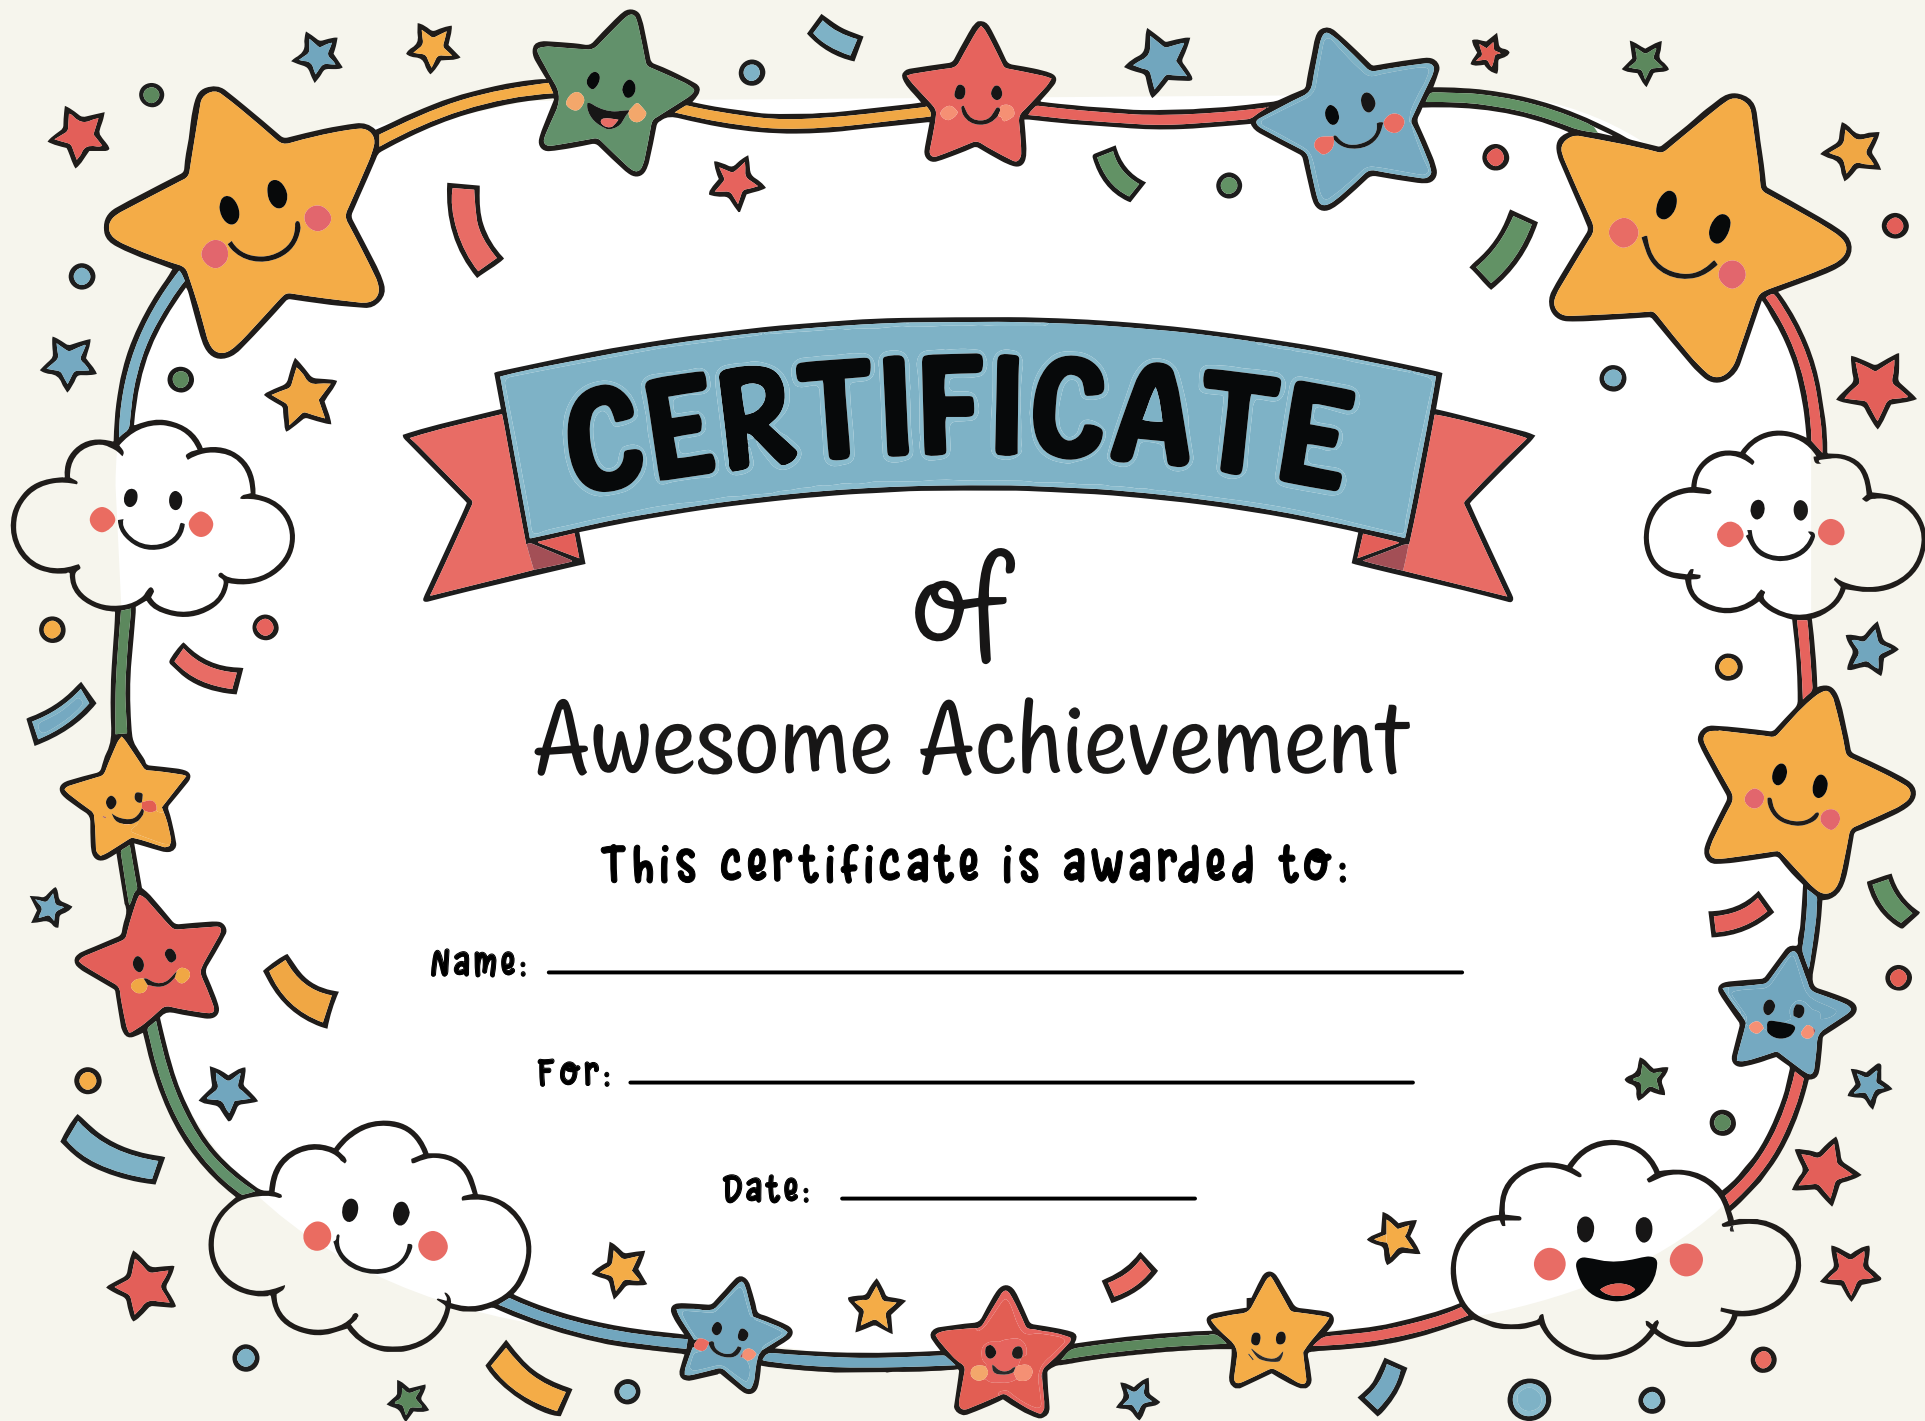 CERTIFICATE
of
Awesome Achievement
This certificate is awarded to:
Name:
For:
Date: